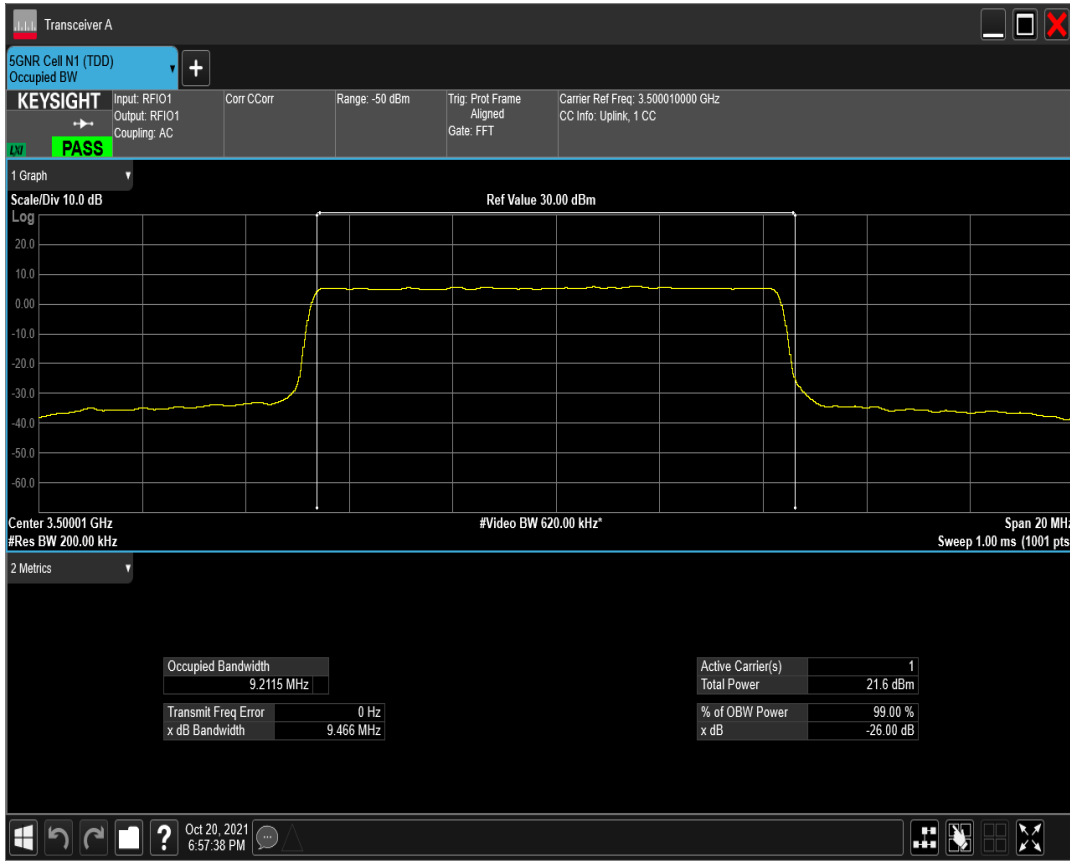 Transceiver A
5GNR Cell N1 (TDD)
Occupied BW
+
KEYSIGHT
LXI
PASS
Input: RFIO1
Output: RFIO1
Coupling: AC
Corr CCorr
Range: -50 dBm
Trig: Prot Frame
Aligned
Gate: FFT
Carrier Ref Freq: 3.500010000 GHz
CC Info: Uplink, 1 CC
1 Graph
Scale/Div 10.0 dB
Ref Value 30.00 dBm
Log
20.0
10.0
0.00
-10.0
-20.0
-30.0
-40.0
-50.0
-60.0
Center 3.50001 GHz
#Video BW 620.00 kHz*
Span 20 MHz
#Res BW 200.00 kHz
Sweep 1.00 ms (1001 pts
2 Metrics
Occupied Bandwidth
9.2115 MHz
Transmit Freq Error 0 Hz
x dB Bandwidth 9.466 MHz
Active Carrier(s) 1
Total Power 21.6 dBm
% of OBW Power 99.00 %
x dB -26.00 dB
?
Oct 20, 2021
6:57:38 PM